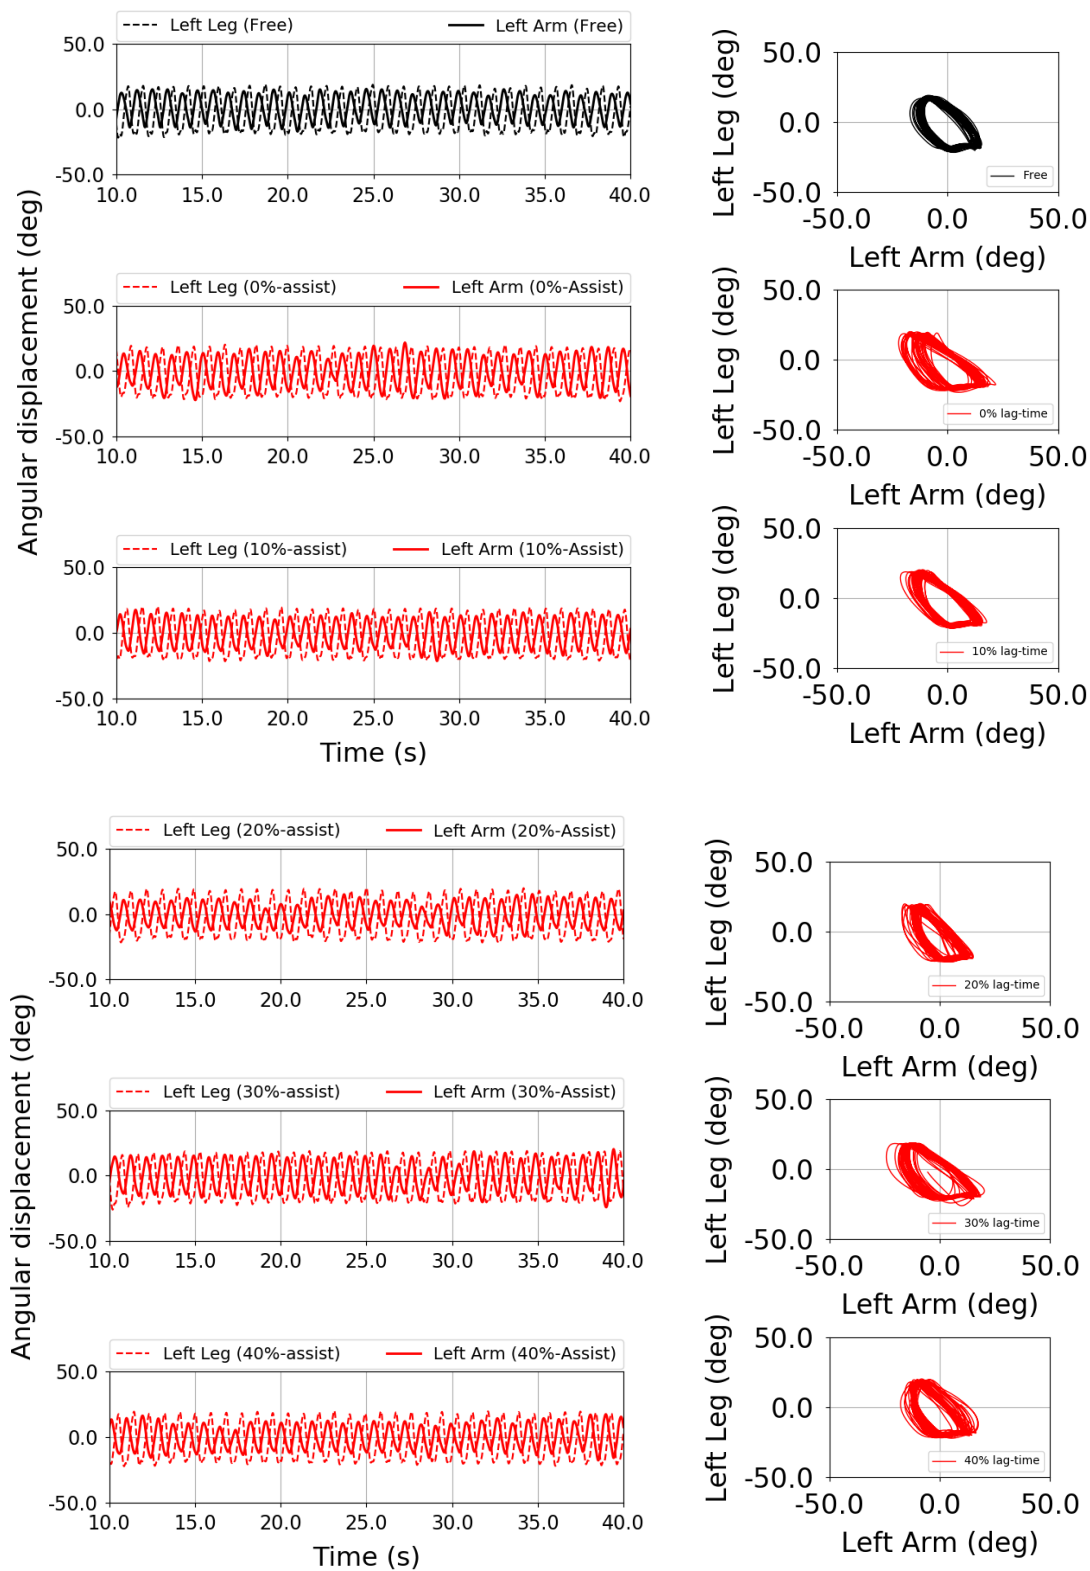 Left Leg (Free) Left Arm (Free)
50.0
0.0
-50.0
10.0 15.0 20.0 25.0 30.0 35.0 40.0
50.0
0.0
-50.0
-50.0 0.0 50.0
Left Leg (deg)
Left Arm (deg)
Free
Angular displacement (deg)
Left Leg (0%-assist) Left Arm (0%-Assist)
50.0
0.0
-50.0
10.0 15.0 20.0 25.0 30.0 35.0 40.0
50.0
0.0
-50.0
-50.0 0.0 50.0
Left Leg (deg)
Left Arm (deg)
0% lag-time
Left Leg (10%-assist) Left Arm (10%-Assist)
50.0
0.0
-50.0
10.0 15.0 20.0 25.0 30.0 35.0 40.0
Time (s)
50.0
0.0
-50.0
-50.0 0.0 50.0
Left Leg (deg)
Left Arm (deg)
10% lag-time
Left Leg (20%-assist) Left Arm (20%-Assist)
50.0
0.0
-50.0
10.0 15.0 20.0 25.0 30.0 35.0 40.0
50.0
0.0
-50.0
-50.0 0.0 50.0
Left Leg (deg)
Left Arm (deg)
20% lag-time
Angular displacement (deg)
Left Leg (30%-assist) Left Arm (30%-Assist)
50.0
0.0
-50.0
10.0 15.0 20.0 25.0 30.0 35.0 40.0
50.0
0.0
-50.0
-50.0 0.0 50.0
Left Leg (deg)
Left Arm (deg)
30% lag-time
Left Leg (40%-assist) Left Arm (40%-Assist)
50.0
0.0
-50.0
10.0 15.0 20.0 25.0 30.0 35.0 40.0
Time (s)
50.0
0.0
-50.0
-50.0 0.0 50.0
Left Leg (deg)
Left Arm (deg)
40% lag-time